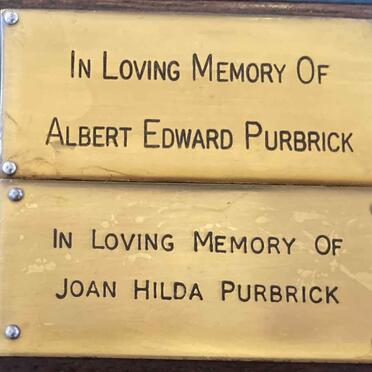 In Loving Memory Of
Albert Edward Purbrick
In Loving Memory Of
Joan Hilda Purbrick